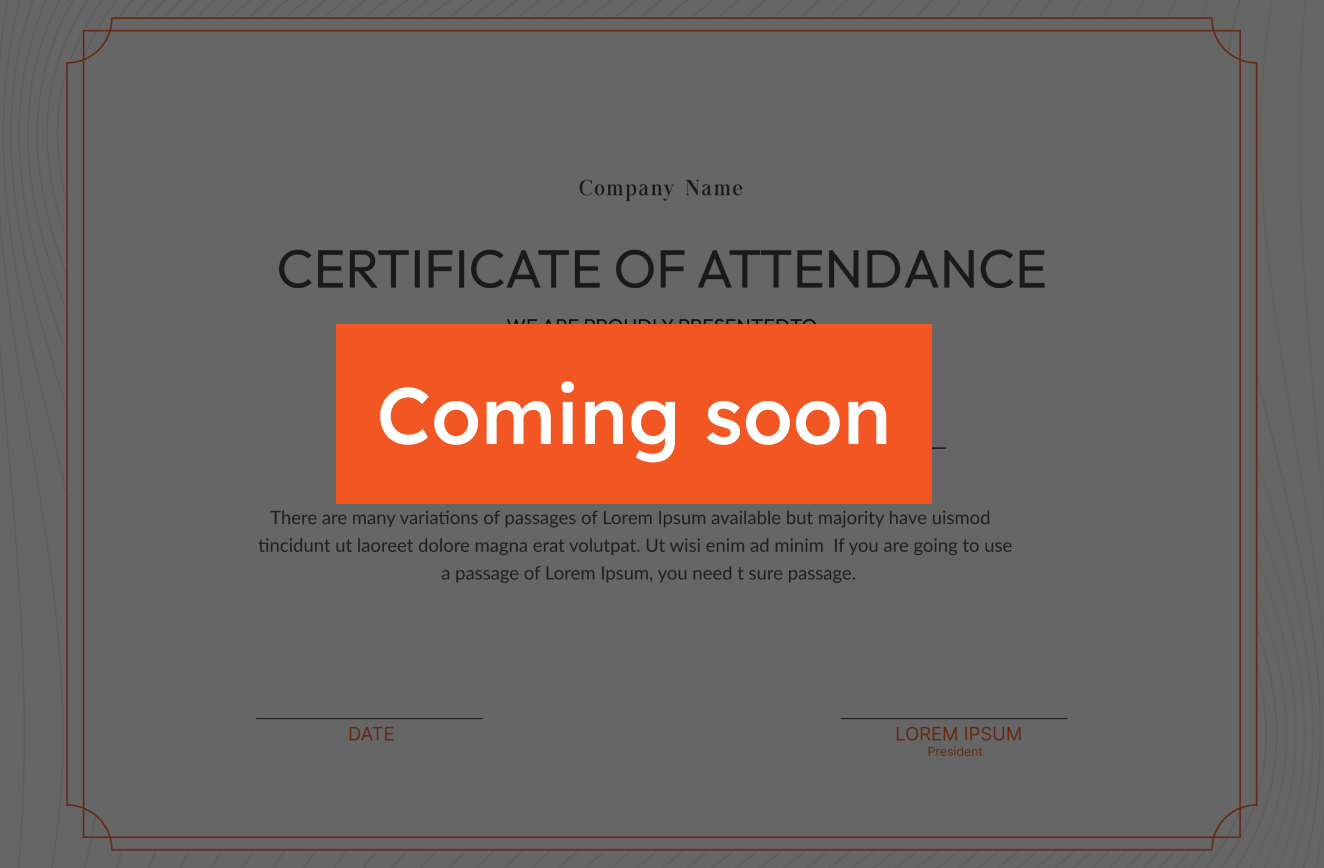 Company Name
CERTIFICATE OF ATTENDANCE
WE ARE PROUDLY PRESENTEDTO
Coming soon
There are many variations of passages of Lorem Ipsum available but majority have uismod
tincidunt ut laoreet dolore magna erat volutpat. Ut wisi enim ad minim If you are going to use
a passage of Lorem Ipsum, you need t sure passage.
DATE
LOREM IPSUM
President